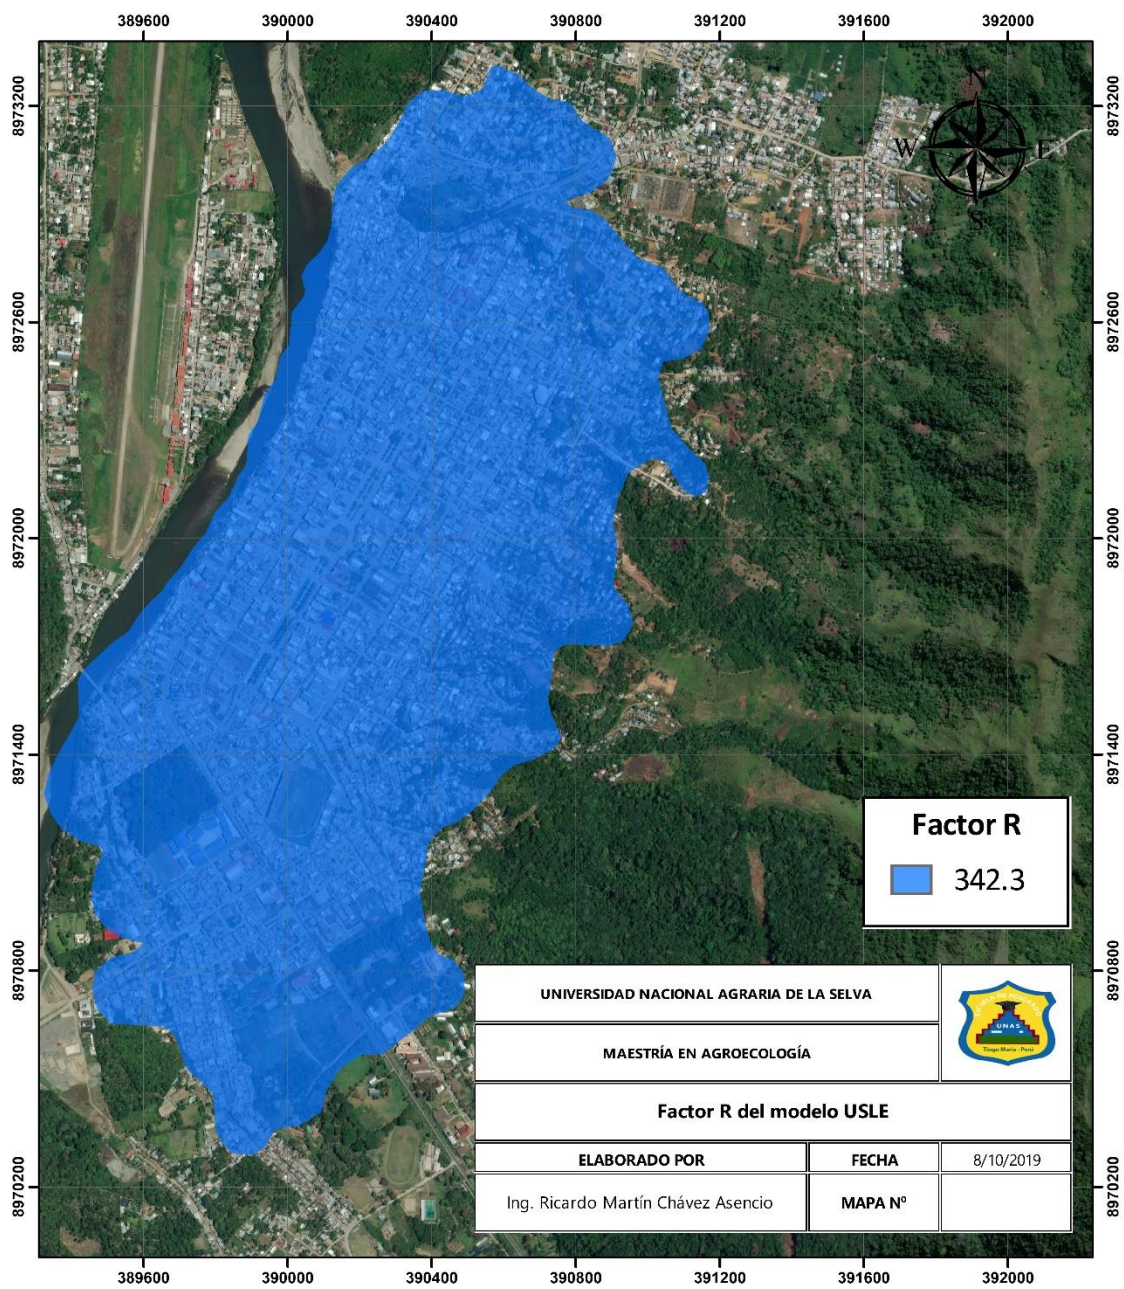 389600 390000 390400 390800 391200 391600 392000
8973200 8973200
N
W E
S
8972600 8972600
8972000 8972000
8971400 8971400
Factor R
342.3
8970800 8970800
UNIVERSIDAD NACIONAL AGRARIA DE LA SELVA
ESCUELA DE POSGRADO
UNAS
Tingo María - Perú
MAESTRÍA EN AGROECOLOGÍA
Factor R del modelo USLE
ELABORADO POR FECHA 8/10/2019
8970200 8970200
Ing. Ricardo Martín Chávez Asencio MAPA Nº
389600 390000 390400 390800 391200 391600 392000